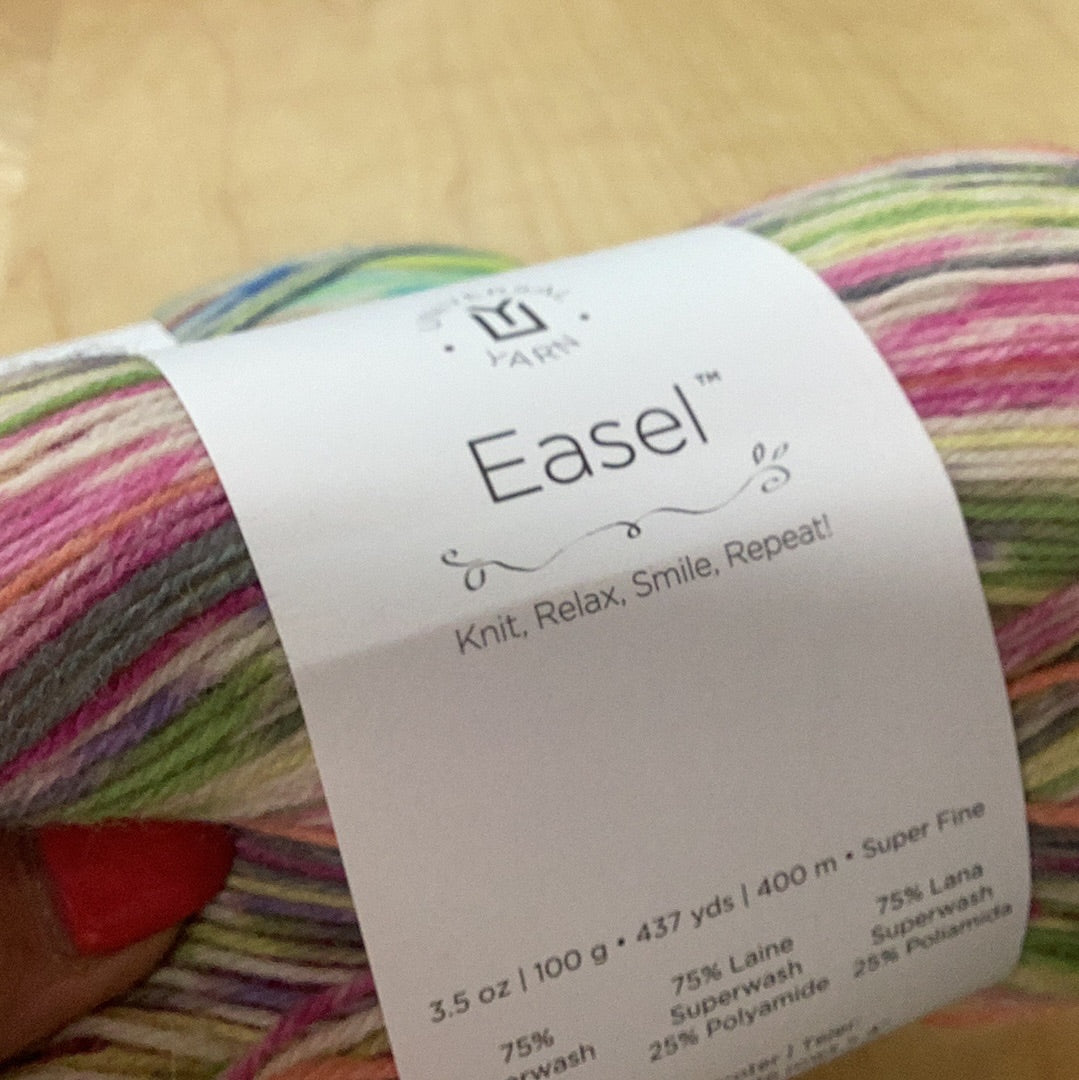 UNIVERSAL
YARN
Easel™
Knit, Relax, Smile, Repeat!
3.5 oz | 100 g • 437 yds | 400 m • Super Fine
75%
75% Laine
Superwash
25% Polyamide
75% Lana
Superwash
25% Poliamida